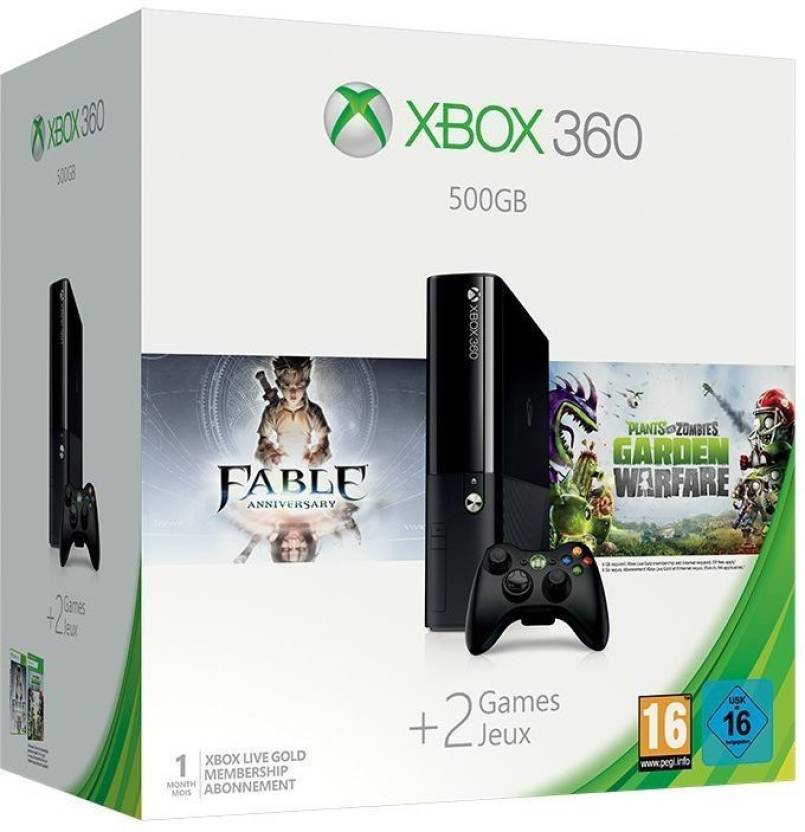 XBOX 360
500GB
XBOX 360
500GB
XBOX 360
FABLE
ANNIVERSARY
PLANTS VS. ZOMBIES
GARDEN
WARFARE
+2 Games
Jeux
+2 Games
Jeux
1
MONTH
MOIS
XBOX LIVE GOLD
MEMBERSHIP
ABONNEMENT
16
www.pegi.info
USK
ab
16
freigegeben